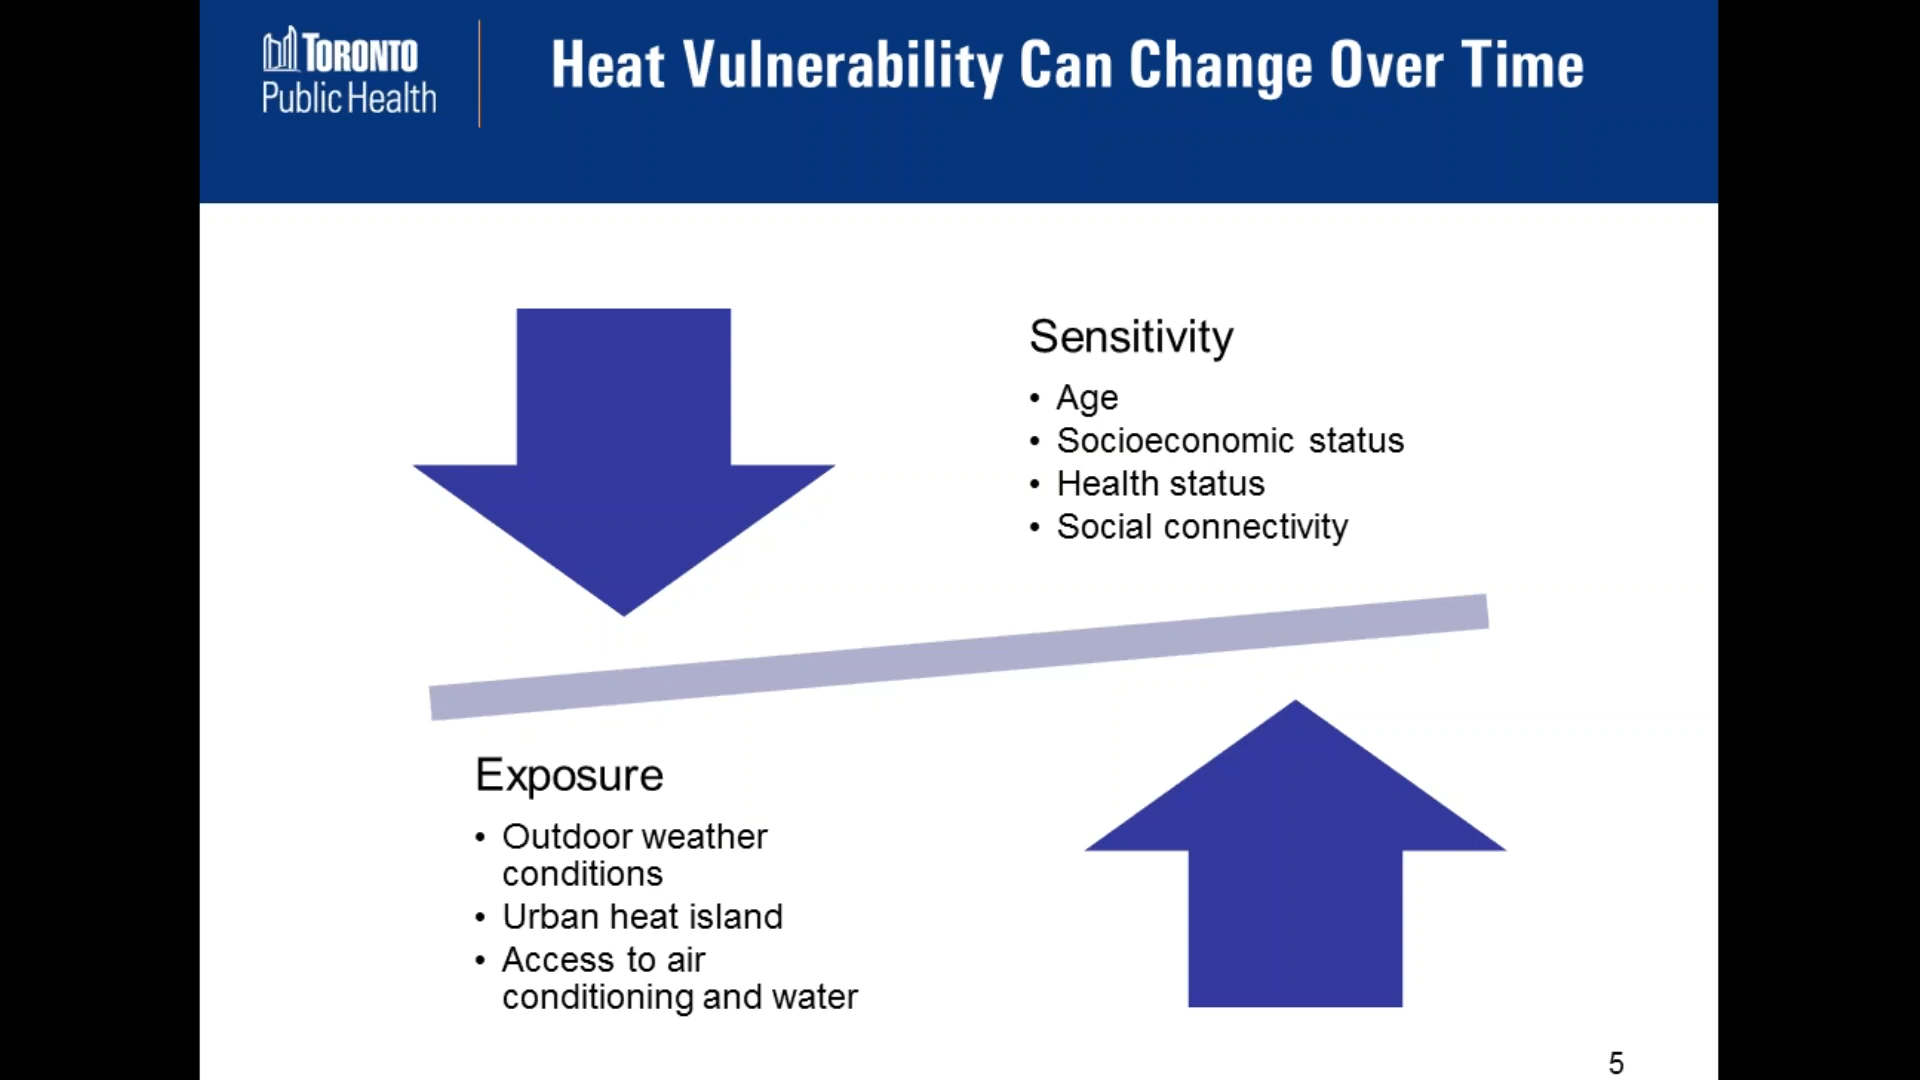 TORONTO
Public Health
Heat Vulnerability Can Change Over Time
Sensitivity
• Age
• Socioeconomic status
• Health status
• Social connectivity
Exposure
• Outdoor weather
conditions
• Urban heat island
• Access to air
conditioning and water
5